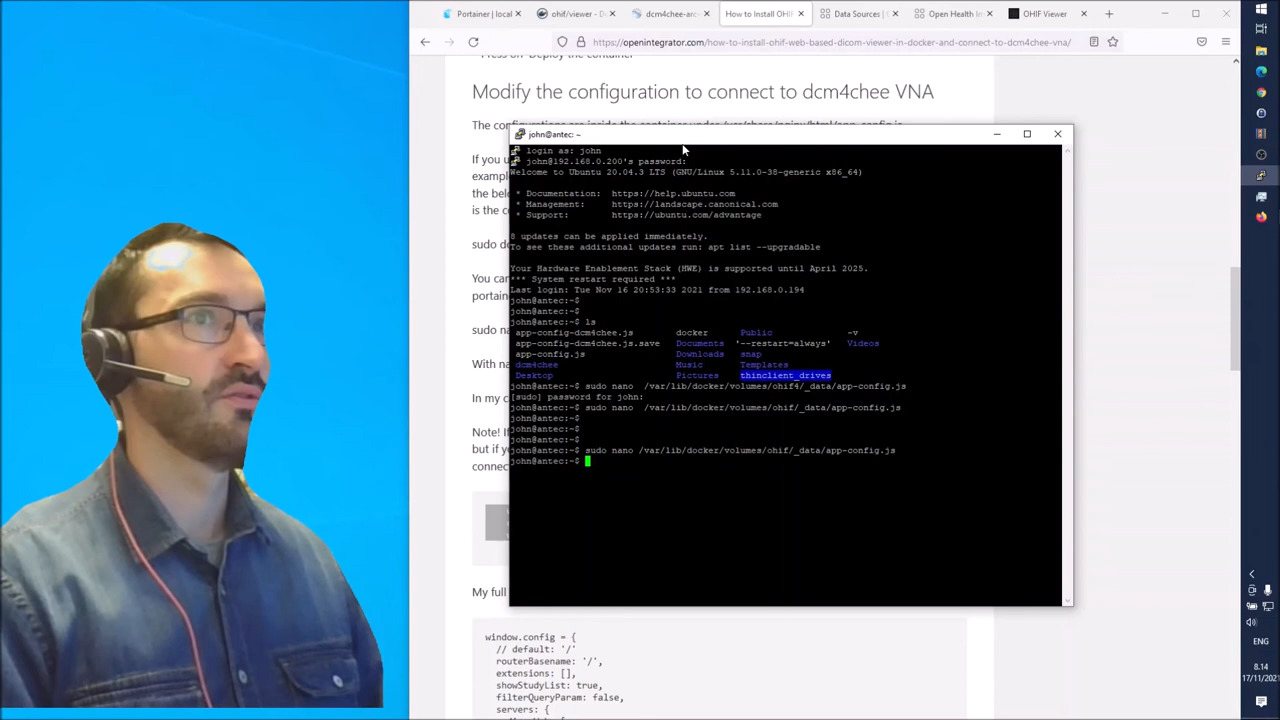 Portainer | local
ohif/viewer - Do
dcm4chee-arc
How to Install OHIF
Data Sources |
Open Health Im
OHIF Viewer
https://openintegrator.com/how-to-install-ohif-web-based-dicom-viewer-in-docker-and-connect-to-dcm4chee-vna/
Modify the configuration to connect to dcm4chee VNA
If you u
exampl
the belo
is the co
sudo do
You can
portain
sudo na
With na
In my c
Note! If
but if yo
connec
john@antec: ~
login as: john
john@192.168.0.200's password:
Welcome to Ubuntu 20.04.3 LTS (GNU/Linux 5.11.0-38-generic x86_64)
* Documentation:  https://help.ubuntu.com
* Management:     https://landscape.canonical.com
* Support:        https://ubuntu.com/advantage
8 updates can be applied immediately.
To see these additional updates run: apt list --upgradable
Your Hardware Enablement Stack (HWE) is supported until April 2025.
*** System restart required ***
Last login: Tue Nov 16 20:53:33 2021 from 192.168.0.194
john@antec:~$
john@antec:~$
john@antec:~$ ls
app-config-dcm4chee.js docker Public -v
app-config-dcm4chee.js.save Documents '--restart=always' Videos
app-config.js Downloads snap
dcm4chee Music Templates
Desktop Pictures thinclient_drives
john@antec:~$ sudo nano  /var/lib/docker/volumes/ohif4/_data/app-config.js
[sudo] password for john:
john@antec:~$ sudo nano  /var/lib/docker/volumes/ohif/_data/app-config.js
john@antec:~$
john@antec:~$
john@antec:~$
john@antec:~$ sudo nano /var/lib/docker/volumes/ohif/_data/app-config.js
john@antec:~$
My full
window.config = {
// default: '/'
routerBasename: '/',
extensions: [],
showStudyList: true,
filterQueryParam: false,
servers: {
ENG
8.14
17/11/2021